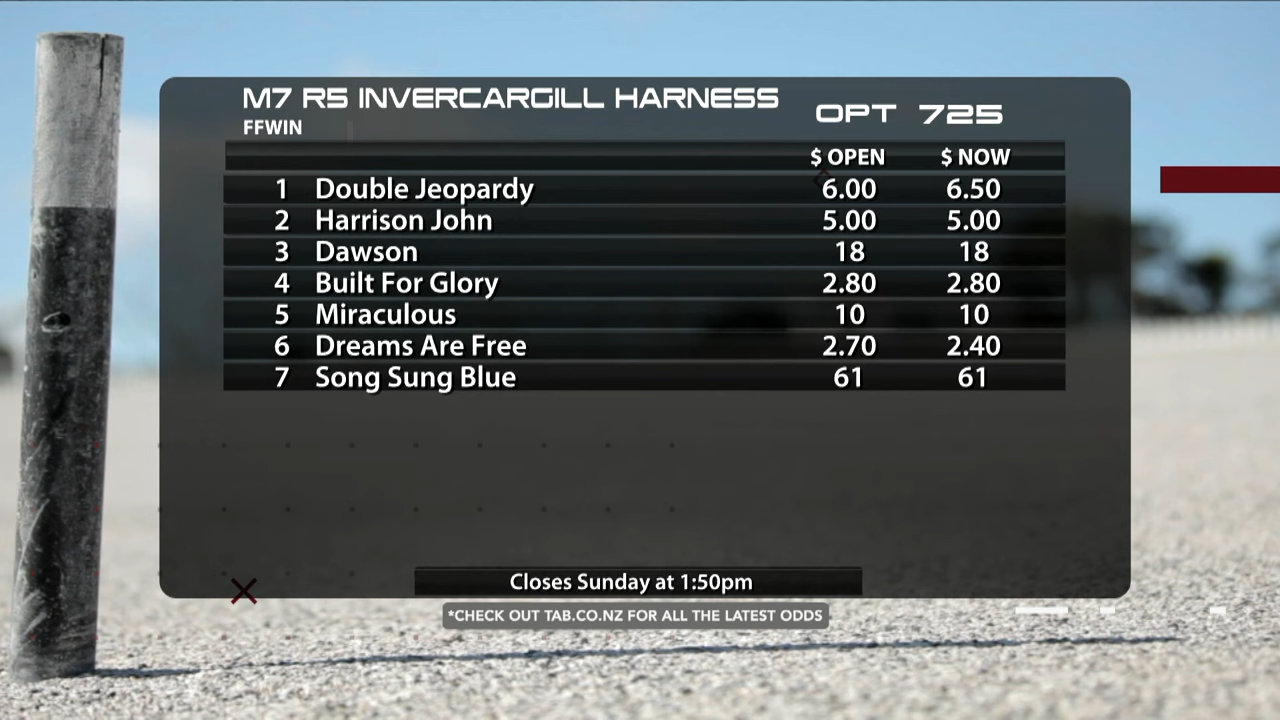 M7 R5 INVERCARGILL HARNESS OPT 725
FFWIN
$ OPEN $ NOW
1 Double Jeopardy 6.00 6.50
2 Harrison John 5.00 5.00
3 Dawson 18 18
4 Built For Glory 2.80 2.80
5 Miraculous 10 10
6 Dreams Are Free 2.70 2.40
7 Song Sung Blue 61 61
Closes Sunday at 1:50pm
*CHECK OUT TAB.CO.NZ FOR ALL THE LATEST ODDS